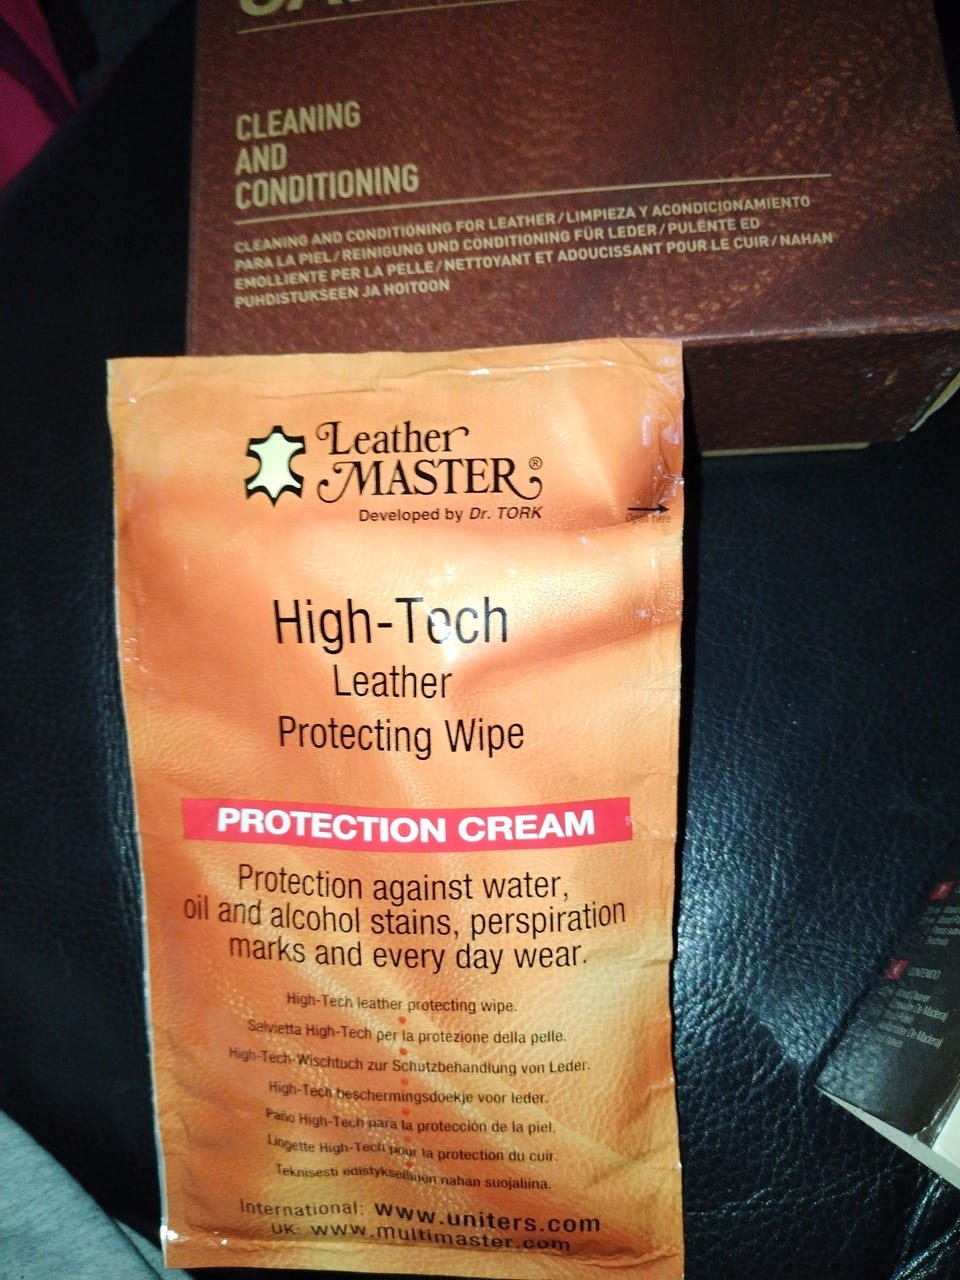 CLEANING
AND
CONDITIONING
CLEANING AND CONDITIONING FOR LEATHER/LIMPIEZA Y ACONDICIONAMIENTO
PARA LA PIEL/REINIGUNG UND CONDITIONING FÜR LEDER/PULENTE ED
EMOLLIENTE PER LA PELLE/NETTOYANT ET ADOUCISSANT POUR LE CUIR/NAHAN
PUHDISTUKSEEN JA HOITOON
Leather
MASTER®
Developed by Dr. TORK
Open here
High-Tech
Leather
Protecting Wipe
PROTECTION CREAM
Protection against water,
oil and alcohol stains, perspiration
marks and every day wear.
High-Tech leather protecting wipe.
Salvietta High-Tech per la protezione della pelle.
High-Tech-Wischtuch zur Schutzbehandlung von Leder.
High-Tech beschermingsdoekje voor leder.
Paño High-Tech para la protección de la piel.
Lingette High-Tech pour la protection du cuir.
Teknisesti edistyksellinen nahan suojaliina.
International: www.uniters.com
UK: www.multimaster.com
CONTENIDO